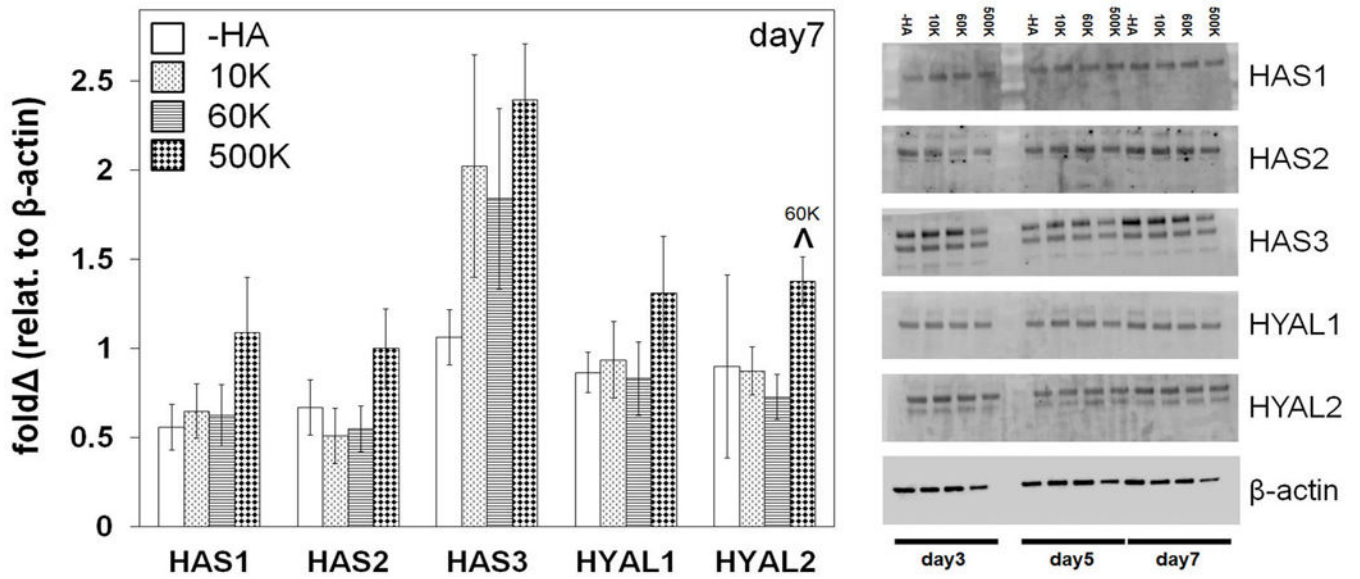 foldΔ (relat. to β-actin)
2.5
2
1.5
1
0.5
0
-HA
10K
60K
500K
day7
60K
^
HAS1 HAS2 HAS3 HYAL1 HYAL2
-HA 10K 60K 500K -HA 10K 60K 500K -HA 10K 60K 500K
HAS1
HAS2
HAS3
HYAL1
HYAL2
β-actin
day3 day5 day7